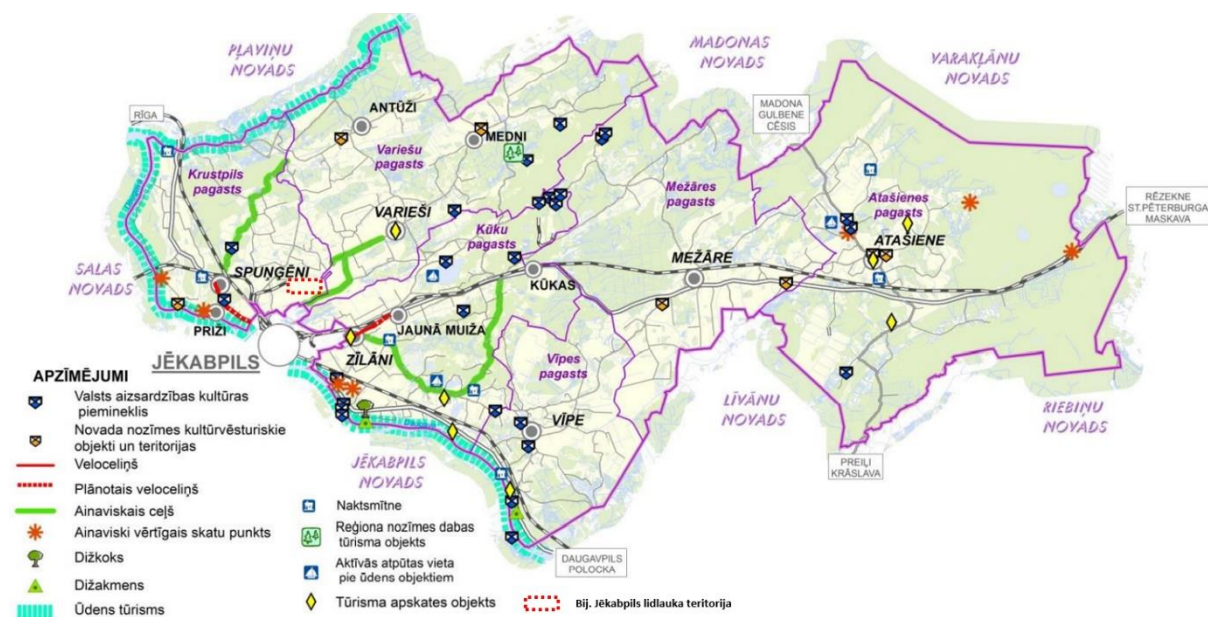 PĻAVIŅU
NOVADS
MADONAS
NOVADS
VARAKĻĀNU
NOVADS
RĪGA
ANTŪŽI
MEDŅI
MADONA
GULBENE
CĒSIS
Variešu
pagasts
Krustpils
pagasts
Mežāres
pagasts
Atašienes
pagasts
RĒZEKNE
ST.PĒTERBURGA
MASKAVA
VARIEŠI
Kūku
pagasts
ATAŠIENE
SALAS
NOVADS
SPUNĢĒNI
KŪKAS
MEŽĀRE
PRIŽI
JAUNĀ MUIŽA
JĒKABPILS
ZĪLĀNI
Vīpes
pagasts
LĪVĀNU
NOVADS
RIEBIŅU
NOVADS
VĪPE
JĒKABPILS
NOVADS
PREIĻI
KRĀSLAVA
DAUGAVPILS
POLOCKA
APZĪMĒJUMI
Valsts aizsardzības kultūras
piemineklis
Novada nozīmes kultūrvēsturiskie
objekti un teritorijas
Veloceliņš
Plānotais veloceliņš
Ainaviskais ceļš
Ainaviski vērtīgais skatu punkts
Dižkoks
Dižakmens
Ūdens tūrisms
Naktsmītne
Reģiona nozīmes dabas
tūrisma objekts
Aktīvās atpūtas vieta
pie ūdens objektiem
Tūrisma apskates objekts
Bij. Jēkabpils lidlauka teritorija